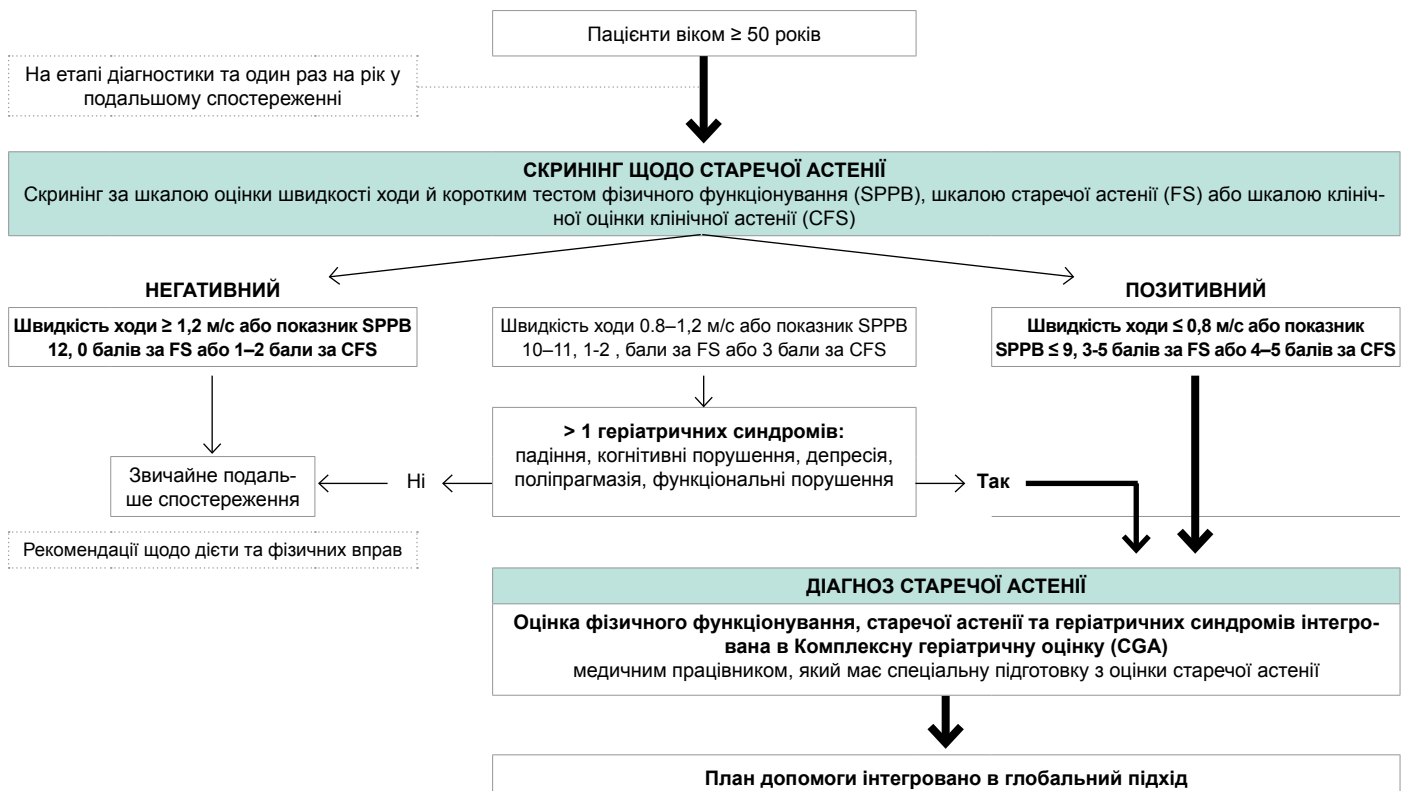 Пацієнти віком ≥ 50 років
На етапі діагностики та один раз на рік у
подальшому спостереженні
СКРИНІНГ ЩОДО СТАРЕЧОЇ АСТЕНІЇ
Скринінг за шкалою оцінки швидкості ходи й коротким тестом фізичного функціонування (SPPB), шкалою старечої астенії (FS) або шкалою клініч-
ної оцінки клінічної астенії (CFS)
НЕГАТИВНИЙ
Швидкість ходи ≥ 1,2 м/с або показник SPPB
12, 0 балів за FS або 1–2 бали за CFS
Швидкість ходи 0.8–1,2 м/с або показник SPPB
10–11, 1-2 , бали за FS або 3 бали за CFS
ПОЗИТИВНИЙ
Швидкість ходи ≤ 0,8 м/с або показник
SPPB ≤ 9, 3-5 балів за FS або 4–5 балів за CFS
> 1 геріатричних синдромів:
падіння, когнітивні порушення, депресія,
поліпрагмазія, функціональні порушення
Ні
Так
Звичайне подаль-
ше спостереження
Рекомендації щодо дієти та фізичних вправ
ДІАГНОЗ СТАРЕЧОЇ АСТЕНІЇ
Оцінка фізичного функціонування, старечої астенії та геріатричних синдромів інтегро-
вана в Комплексну геріатричну оцінку (CGA)
медичним працівником, який має спеціальну підготовку з оцінки старечої астенії
План допомоги інтегровано в глобальний підхід